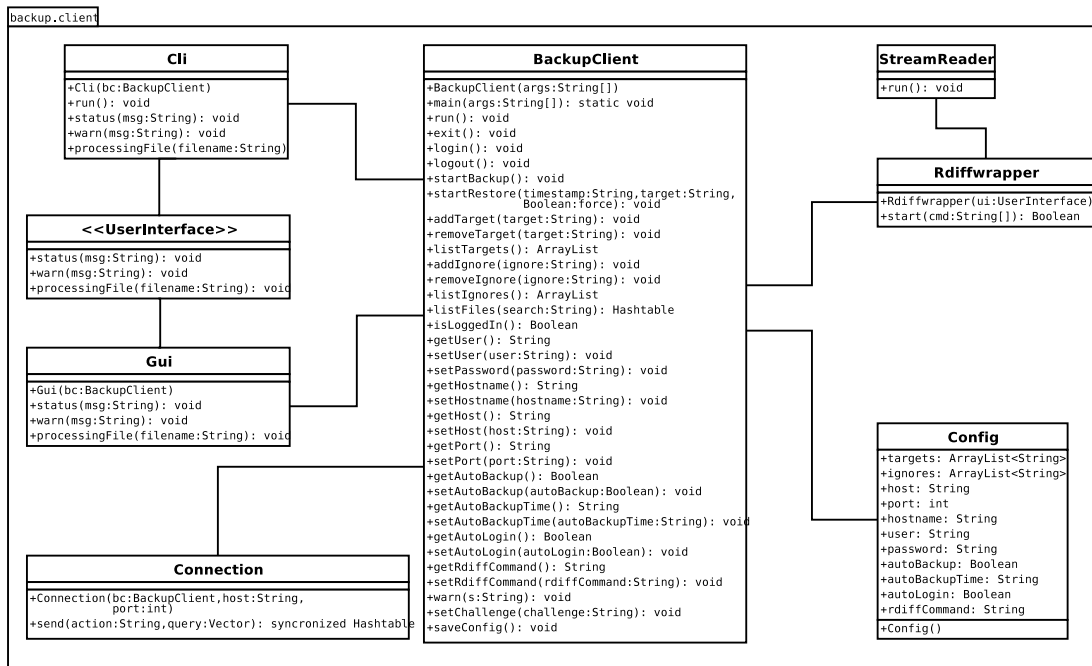 backup.client
Cli
+Cli(bc:BackupClient)
+run(): void
+status(msg:String): void
+warn(msg:String): void
+processingFile(filename:String)
<<UserInterface>>
+status(msg:String): void
+warn(msg:String): void
+processingFile(filename:String): void
Gui
+Gui(bc:BackupClient)
+status(msg:String): void
+warn(msg:String): void
+processingFile(filename:String): void
Connection
+Connection(bc:BackupClient,host:String,
port:int)
+send(action:String,query:Vector): syncronized Hashtable
BackupClient
+BackupClient(args:String[])
+main(args:String[]): static void
+run(): void
+exit(): void
+login(): void
+logout(): void
+startBackup(): void
+startRestore(timestamp:String,target:String,
Boolean:force): void
+addTarget(target:String): void
+removeTarget(target:String): void
+listTargets(): ArrayList
+addIgnore(ignore:String): void
+removeIgnore(ignore:String): void
+listIgnores(): ArrayList
+listFiles(search:String): Hashtable
+isLoggedIn(): Boolean
+getUser(): String
+setUser(user:String): void
+setPassword(password:String): void
+getHostname(): String
+setHostname(hostname:String): void
+getHost(): String
+setHost(host:String): void
+getPort(): String
+setPort(port:String): void
+getAutoBackup(): Boolean
+setAutoBackup(autoBackup:Boolean): void
+getAutoBackupTime(): String
+setAutoBackupTime(autoBackupTime:String): void
+getAutoLogin(): Boolean
+setAutoLogin(autoLogin:Boolean): void
+getRdiffCommand(): String
+setRdiffCommand(rdiffCommand:String): void
+warn(s:String): void
+setChallenge(challenge:String): void
+saveConfig(): void
StreamReader
+run(): void
Rdiffwrapper
+Rdiffwrapper(ui:UserInterface)
+start(cmd:String[]): Boolean
Config
+targets: ArrayList<String>
+ignores: ArrayList<String>
+host: String
+port: int
+hostname: String
+user: String
+password: String
+autoBackup: Boolean
+autoBackupTime: String
+autoLogin: Boolean
+rdiffCommand: String
+Config()